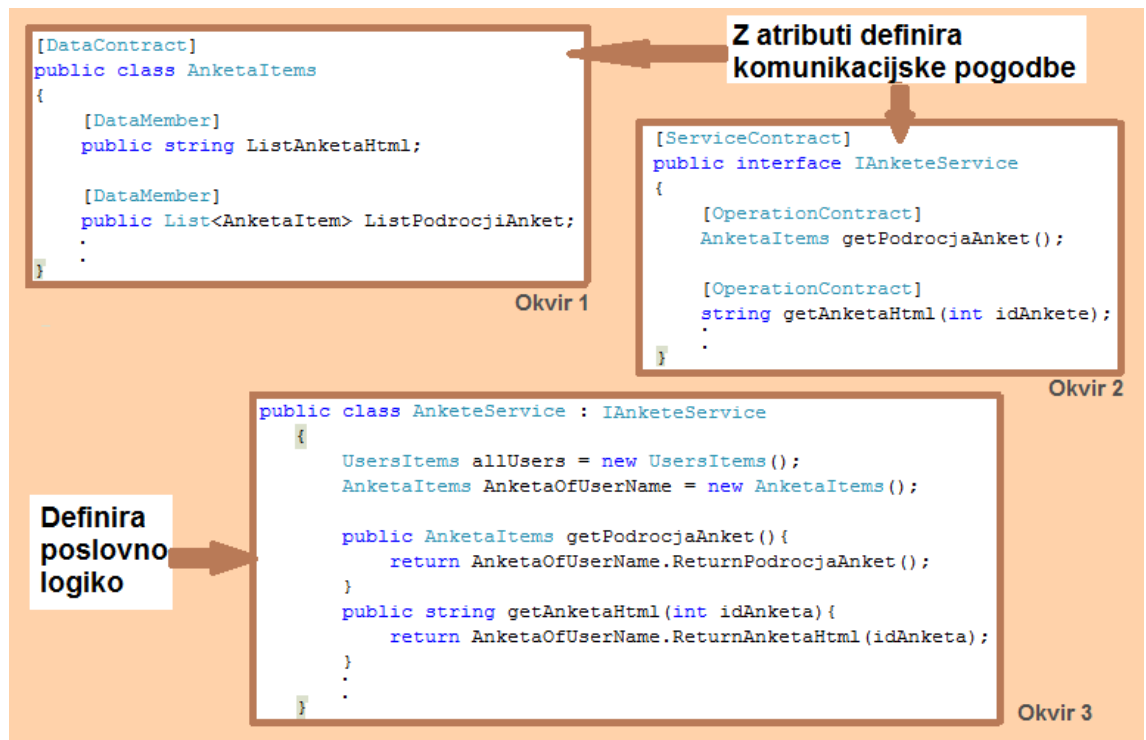 [DataContract]
public class AnketaItems
{
[DataMember]
public string ListAnketaHtml;
[DataMember]
public List<AnketaItem> ListPodrocjiAnket;
.
.
}
Okvir 1
Z atributi definira
komunikacijske pogodbe
[ServiceContract]
public interface IAnketeService
{
[OperationContract]
AnketaItems getPodrocjaAnket();
[OperationContract]
string getAnketaHtml(int idAnkete);
.
.
}
Okvir 2
Definira
poslovno
logiko
public class AnketeService : IAnketeService
{
UsersItems allUsers = new UsersItems();
AnketaItems AnketaOfUserName = new AnketaItems();
public AnketaItems getPodrocjaAnket(){
return AnketaOfUserName.ReturnPodrocjaAnket();
}
public string getAnketaHtml(int idAnketa){
return AnketaOfUserName.ReturnAnketaHtml(idAnketa);
}
.
.
}
Okvir 3